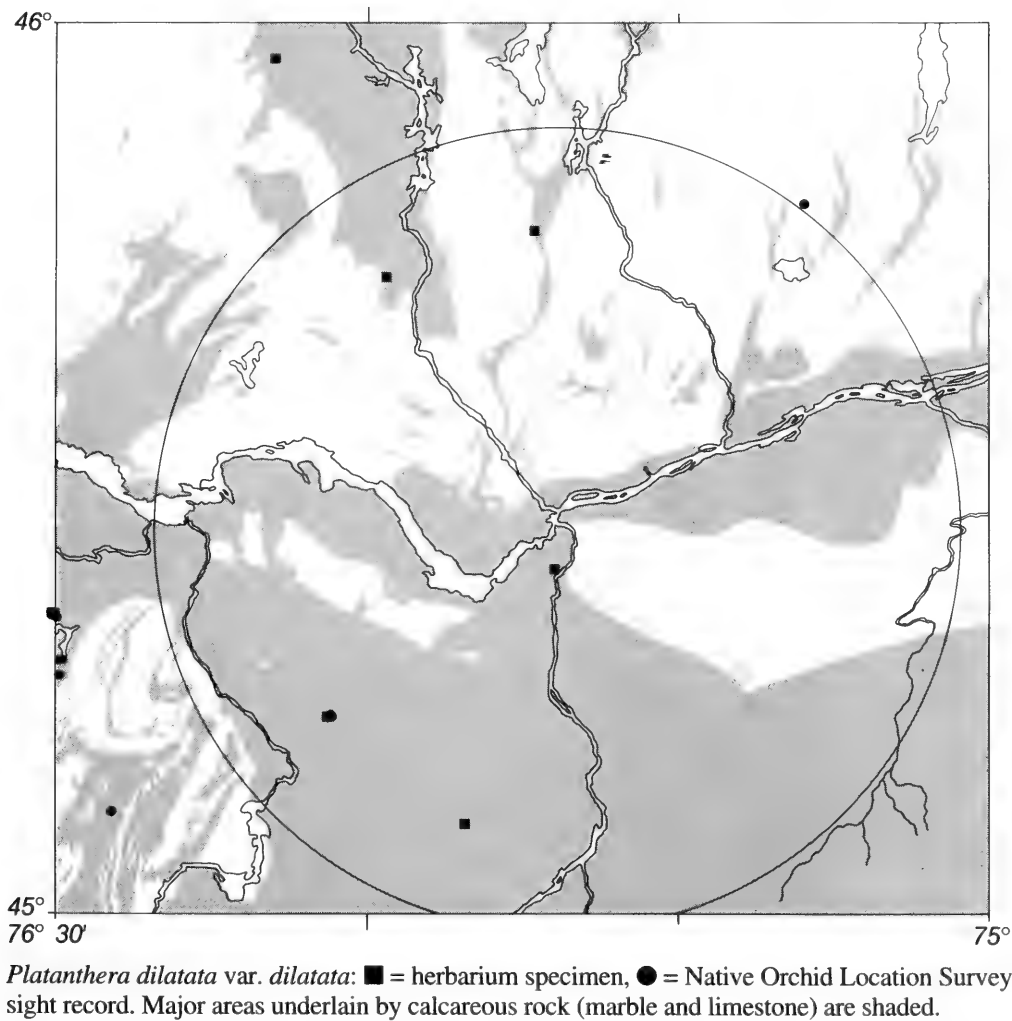 46°
45°
76° 30'
75°
Platanthera dilatata var. dilatata: ■ = herbarium specimen, ● = Native Orchid Location Survey
sight record. Major areas underlain by calcareous rock (marble and limestone) are shaded.